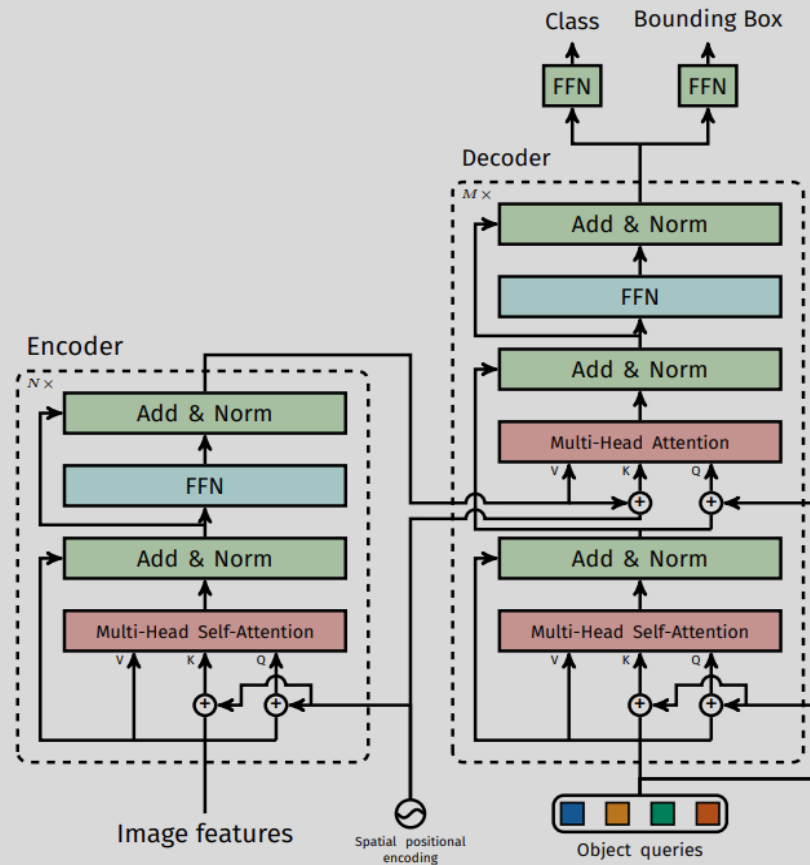 Class
Bounding Box
FFN
FFN
Decoder
M ×
Add & Norm
FFN
Add & Norm
Multi-Head Attention
V
K
Q
+
+
Add & Norm
Multi-Head Self-Attention
V
K
Q
+
+
Object queries
Encoder
N ×
Add & Norm
FFN
Add & Norm
Multi-Head Self-Attention
V
K
Q
+
+
Image features
Spatial positional
encoding